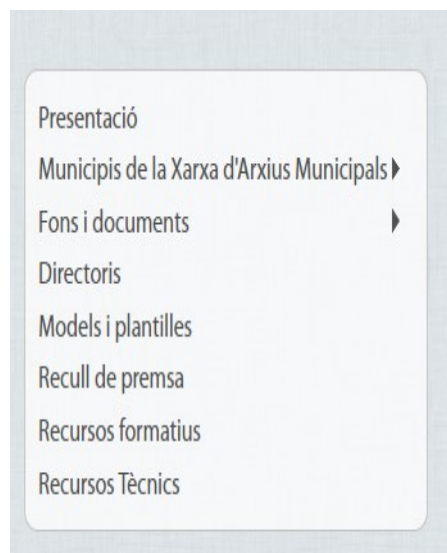 Presentació
Municipis de la Xarxa d'Arxius Municipals
Fons i documents
Directoris
Models i plantilles
Recull de premsa
Recursos formatius
Recursos Tècnics